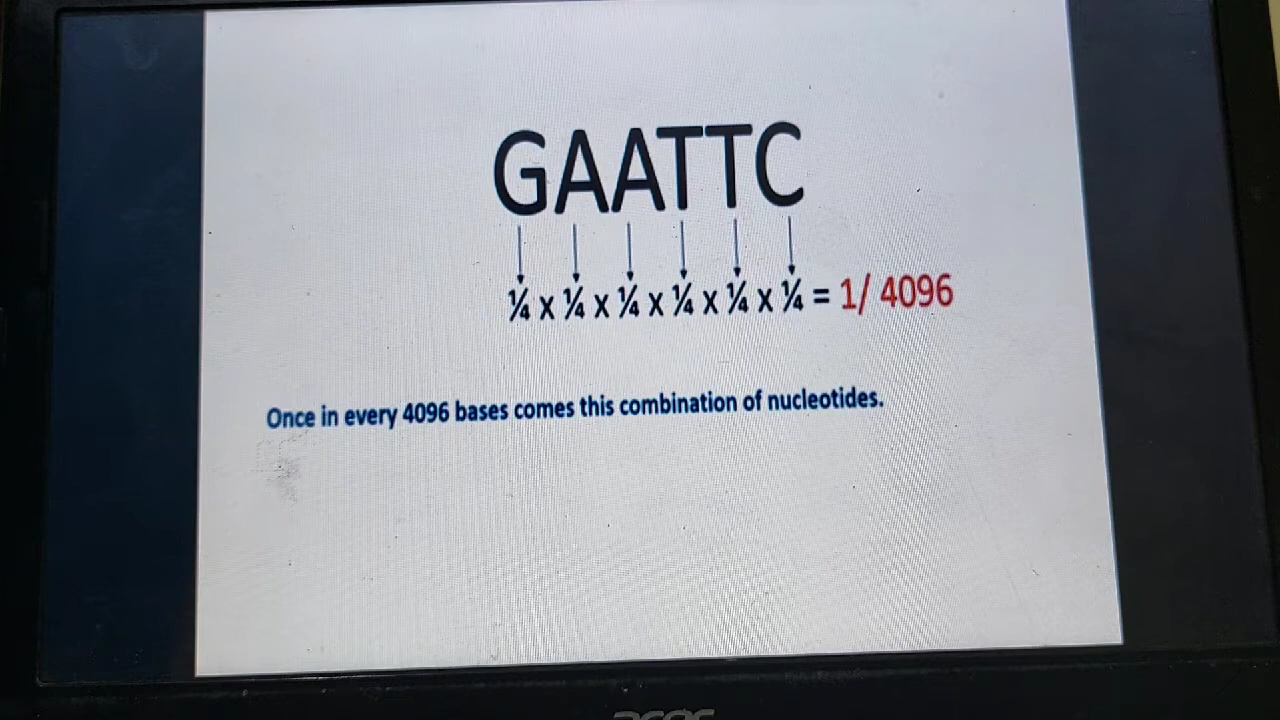 GAATTC
¼ x ¼ x ¼ x ¼ x ¼ x ¼ = 1/ 4096
Once in every 4096 bases comes this combination of nucleotides.
acer